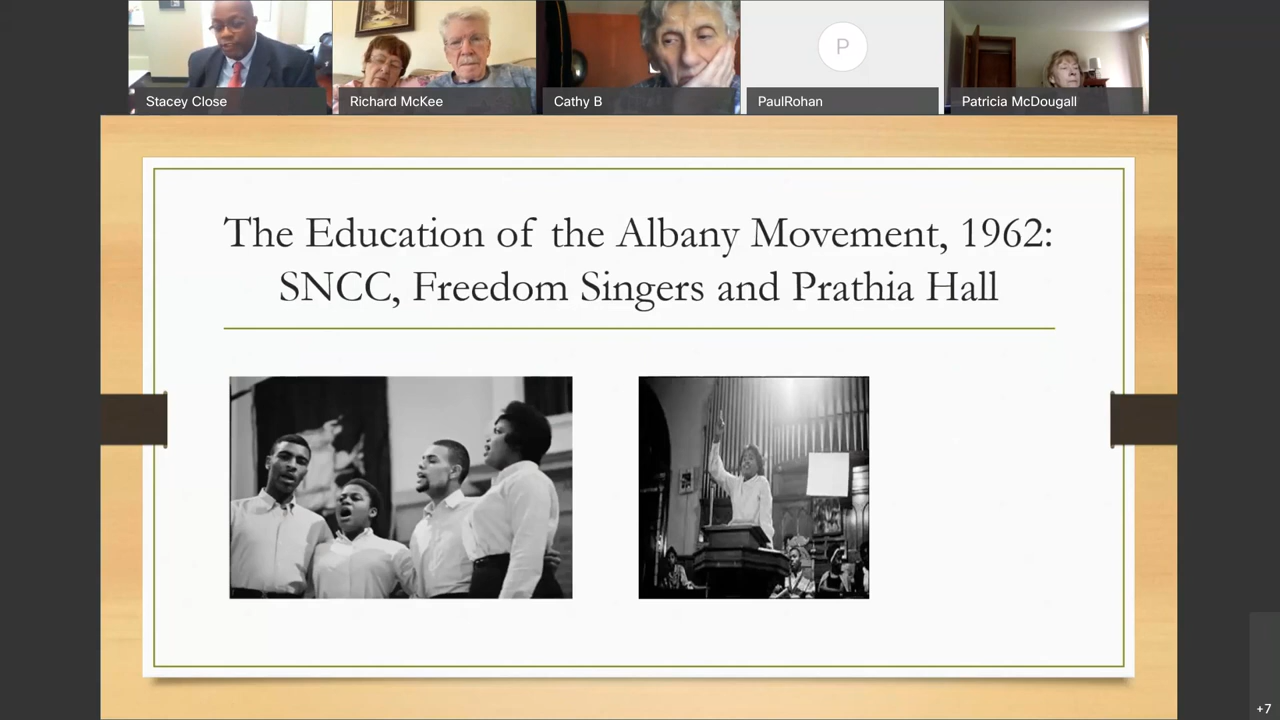 Stacey Close
Richard McKee
Cathy B
P
PaulRohan
Patricia McDougall
The Education of the Albany Movement, 1962:
SNCC, Freedom Singers and Prathia Hall
+7